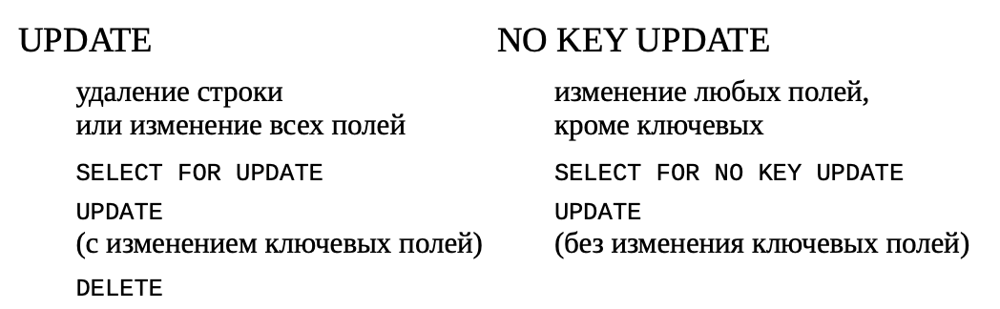 UPDATE
удаление строки
или изменение всех полей
SELECT FOR UPDATE
UPDATE
(с изменением ключевых полей)
DELETE
NO KEY UPDATE
изменение любых полей,
кроме ключевых
SELECT FOR NO KEY UPDATE
UPDATE
(без изменения ключевых полей)